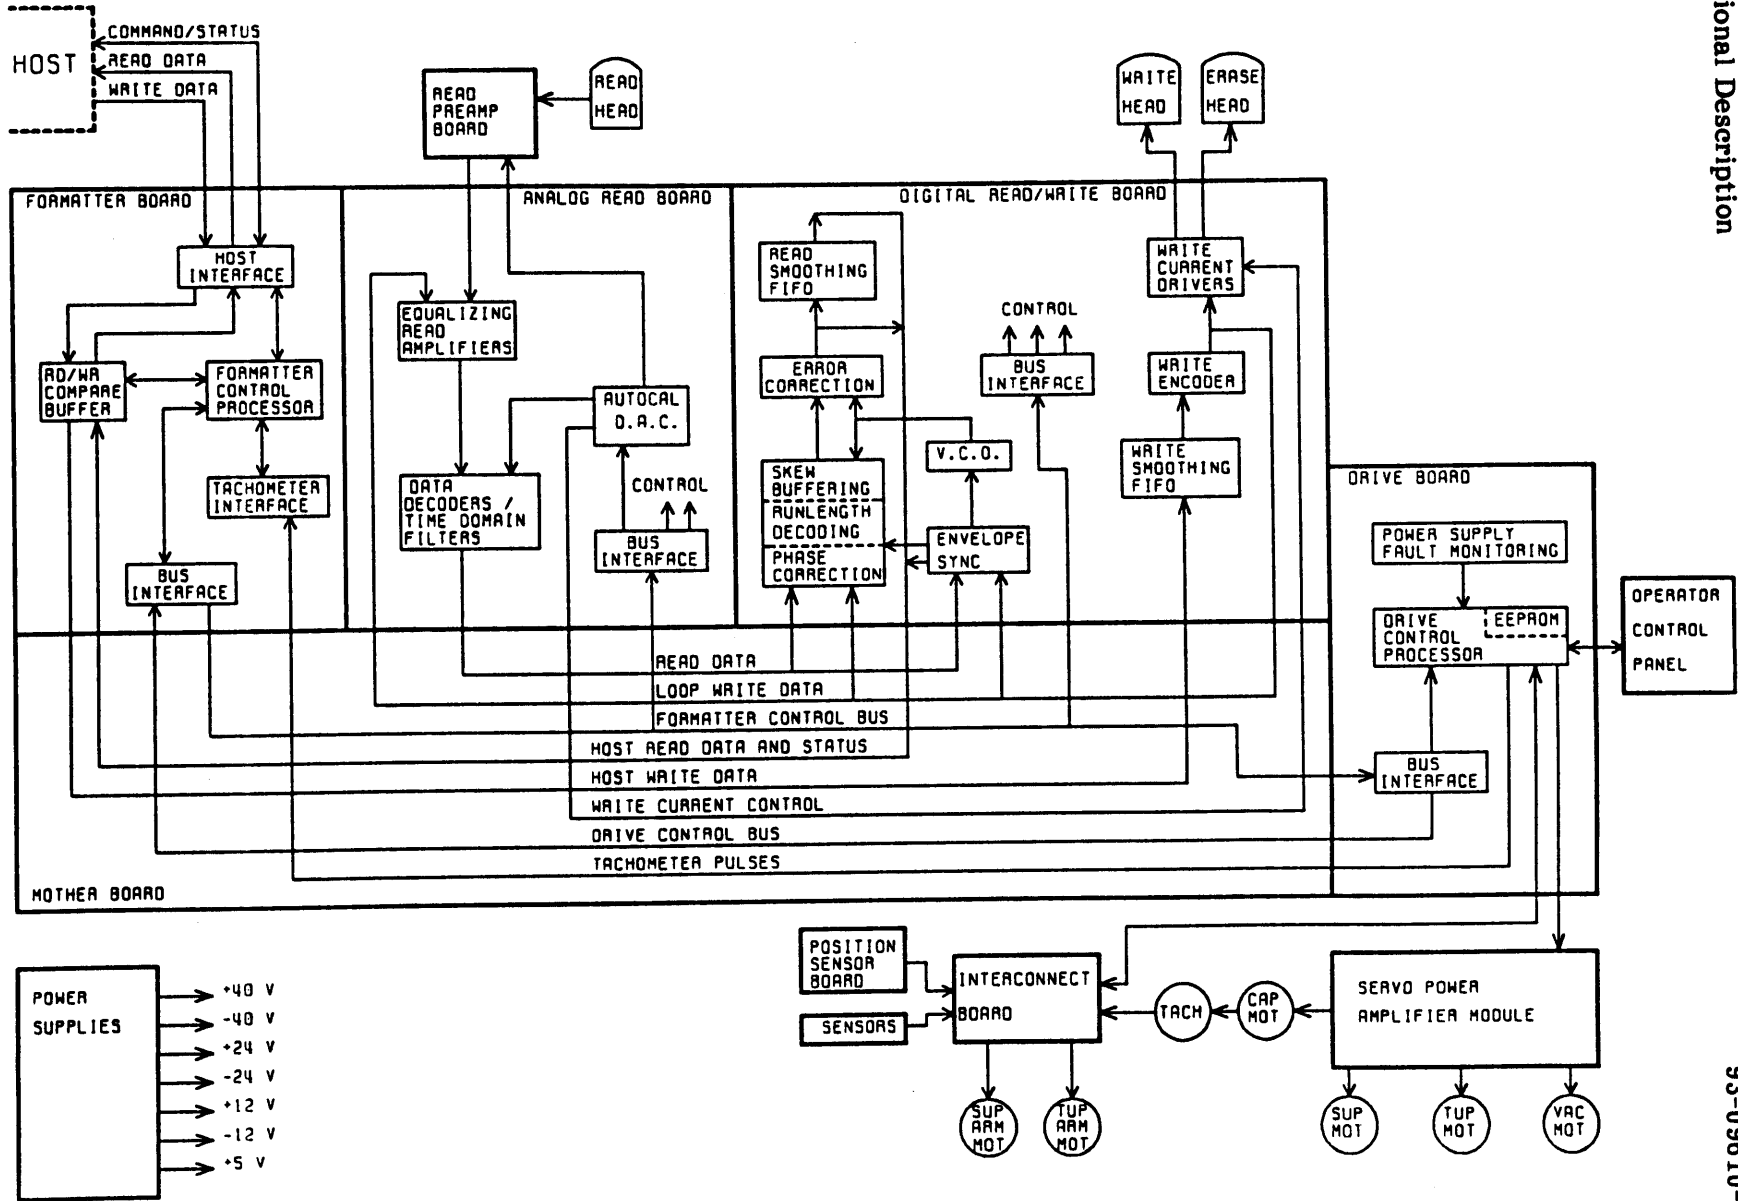 ional Description
COMMAND/STATUS
HOST
READ DATA
WRITE DATA
READ
PREAMP
BOARD
READ
HEAD
WRITE
HEAD
ERASE
HEAD
FORMATTER BOARD
ANALOG READ BOARD
DIGITAL READ/WRITE BOARD
HOST
INTERFACE
RD/WR
COMPARE
BUFFER
FORMATTER
CONTROL
PROCESSOR
TACHOMETER
INTERFACE
BUS
INTERFACE
EQUALIZING
READ
AMPLIFIERS
AUTOCAL
D.A.C.
DATA
DECODERS /
TIME DOMAIN
FILTERS
CONTROL
BUS
INTERFACE
READ
SMOOTHING
FIFO
ERROR
CORRECTION
SKEW
BUFFERING
RUNLENGTH
DECODING
PHASE
CORRECTION
V.C.O.
ENVELOPE
SYNC
CONTROL
BUS
INTERFACE
WRITE
CURRENT
DRIVERS
WRITE
ENCODER
WRITE
SMOOTHING
FIFO
DRIVE BOARD
POWER SUPPLY
FAULT MONITORING
DRIVE
CONTROL
PROCESSOR
EEPROM
OPERATOR
CONTROL
PANEL
BUS
INTERFACE
READ DATA
LOOP WRITE DATA
FORMATTER CONTROL BUS
HOST READ DATA AND STATUS
HOST WRITE DATA
WRITE CURRENT CONTROL
DRIVE CONTROL BUS
TACHOMETER PULSES
MOTHER BOARD
POWER
SUPPLIES
+40 V
-40 V
+24 V
-24 V
+12 V
-12 V
+5 V
POSITION
SENSOR
BOARD
SENSORS
INTERCONNECT
BOARD
TACH
CAP
MOT
SERVO POWER
AMPLIFIER MODULE
SUP
ARM
MOT
TUP
ARM
MOT
SUP
MOT
TUP
MOT
VAC
MOT